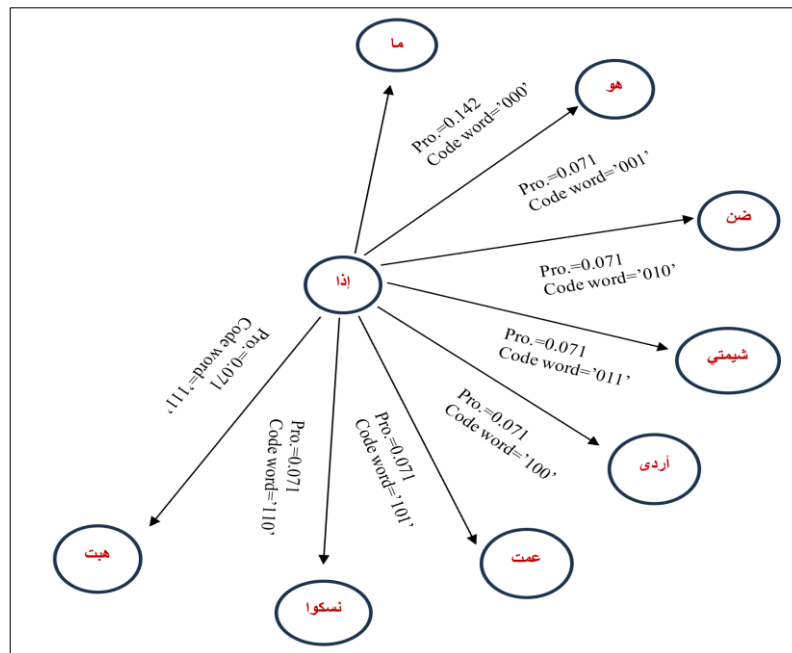 ما
هو
Pro.=0.142
Code word=’000’
Pro.=0.071
Code word=’001’
ضن
Pro.=0.071
Code word=’010’
إذا
Pro.=0.071
Code word=’011’
شيمتي
Pro.=0.071
Code word=’100’
أردى
Pro.=0.071
Code word=’101’
عمت
Pro.=0.071
Code word=’110’
نسكوا
Pro.=0.071
Code word=’111’
هبت